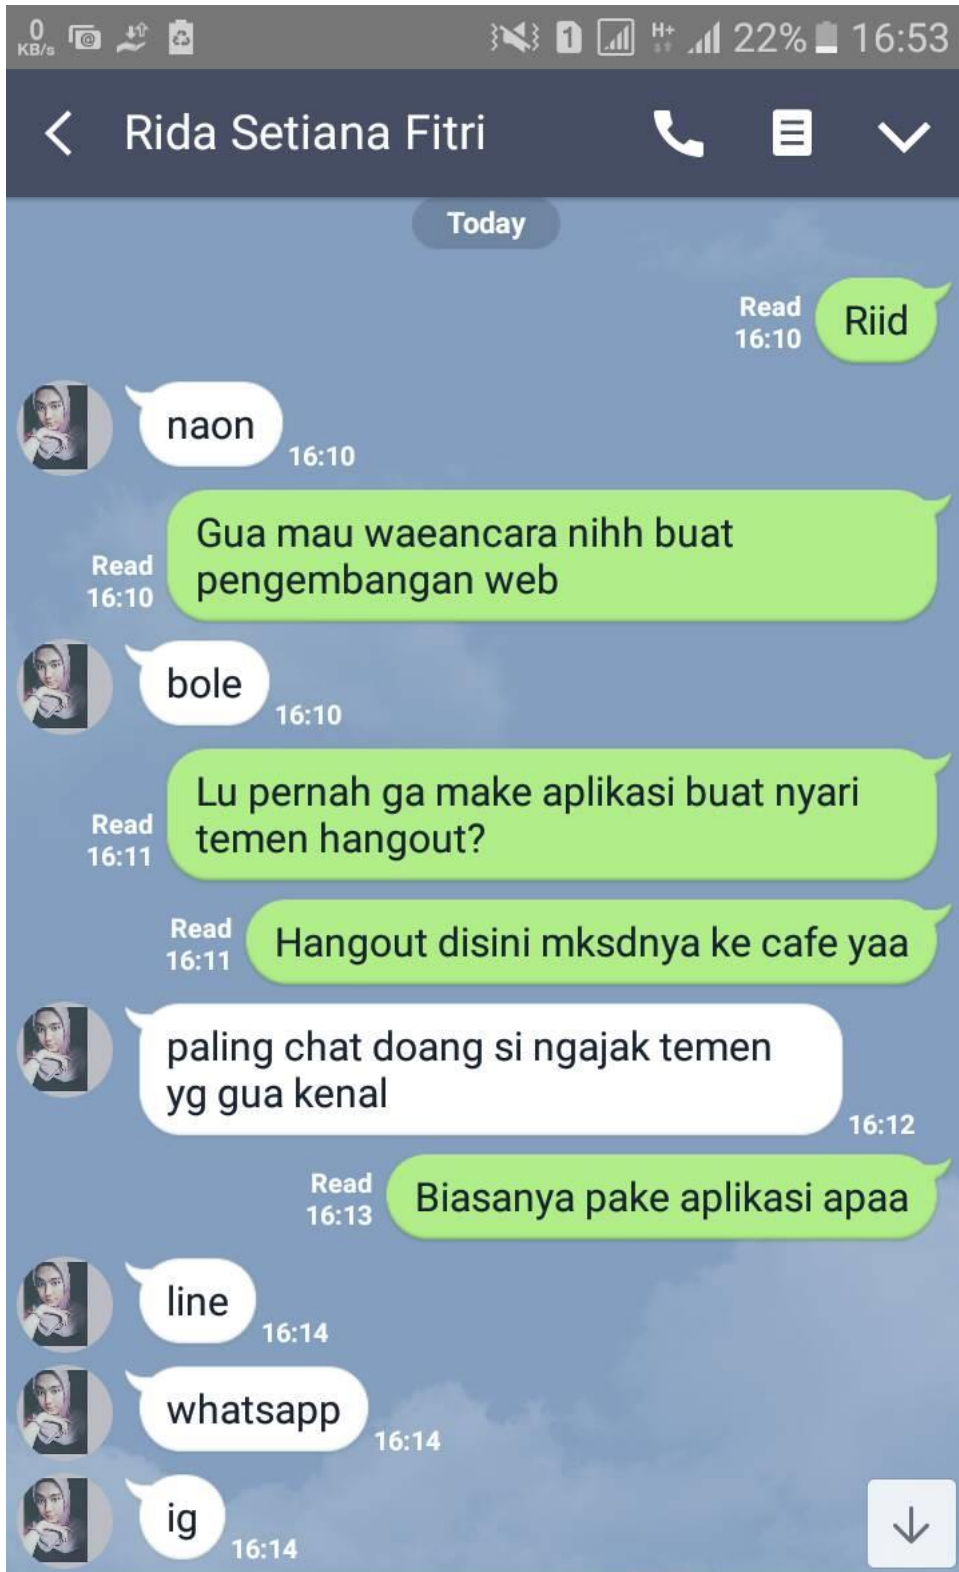 0
KB/s
1
H+
22%
16:53
Rida Setiana Fitri
Today
Riid
Read
16:10
naon
16:10
Gua mau waeancara nihh buat
pengembangan web
Read
16:10
bole
16:10
Lu pernah ga make aplikasi buat nyari
temen hangout?
Read
16:11
Hangout disini mksdnya ke cafe yaa
Read
16:11
paling chat doang si ngajak temen
yg gua kenal
16:12
Biasanya pake aplikasi apaa
Read
16:13
line
16:14
whatsapp
16:14
ig
16:14